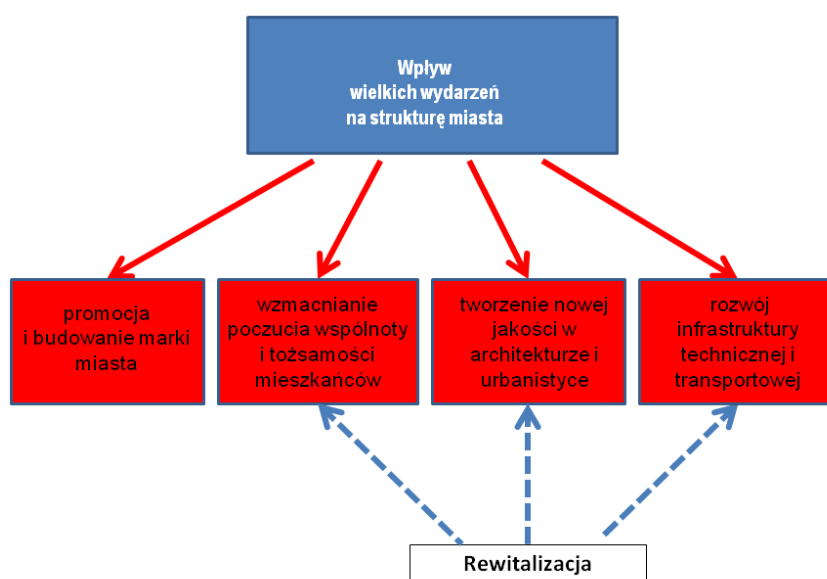 Wpływ
wielkich wydarzeń
na strukturę miasta
promocja
i budowanie marki
miasta
wzmacnianie
poczucia wspólnoty
i tożsamości
mieszkańców
tworzenie nowej
jakości w
architekturze i
urbanistyce
rozwój
infrastruktury
technicznej i
transportowej
Rewitalizacja